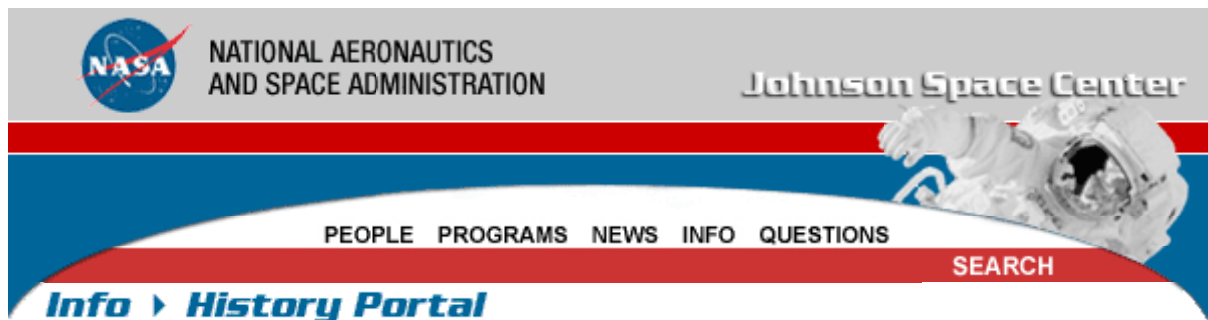 NASA
NATIONAL AERONAUTICS
AND SPACE ADMINISTRATION
Johnson Space Center
PEOPLE PROGRAMS NEWS INFO QUESTIONS
SEARCH
Info History Portal